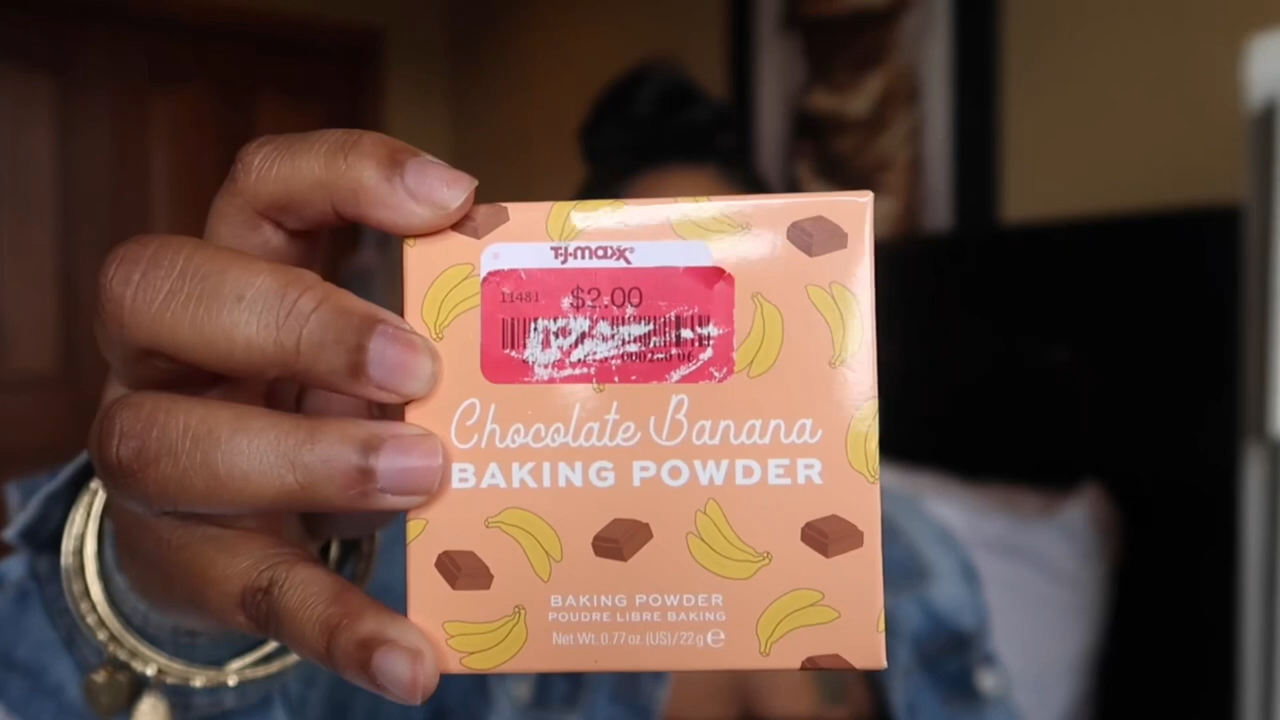 T.J.maxx
11481 $2.00
Chocolate Banana
BAKING POWDER
BAKING POWDER
POUDRE LIBRE BAKING
Net Wt. 0.77 oz. (US)/22g ℮